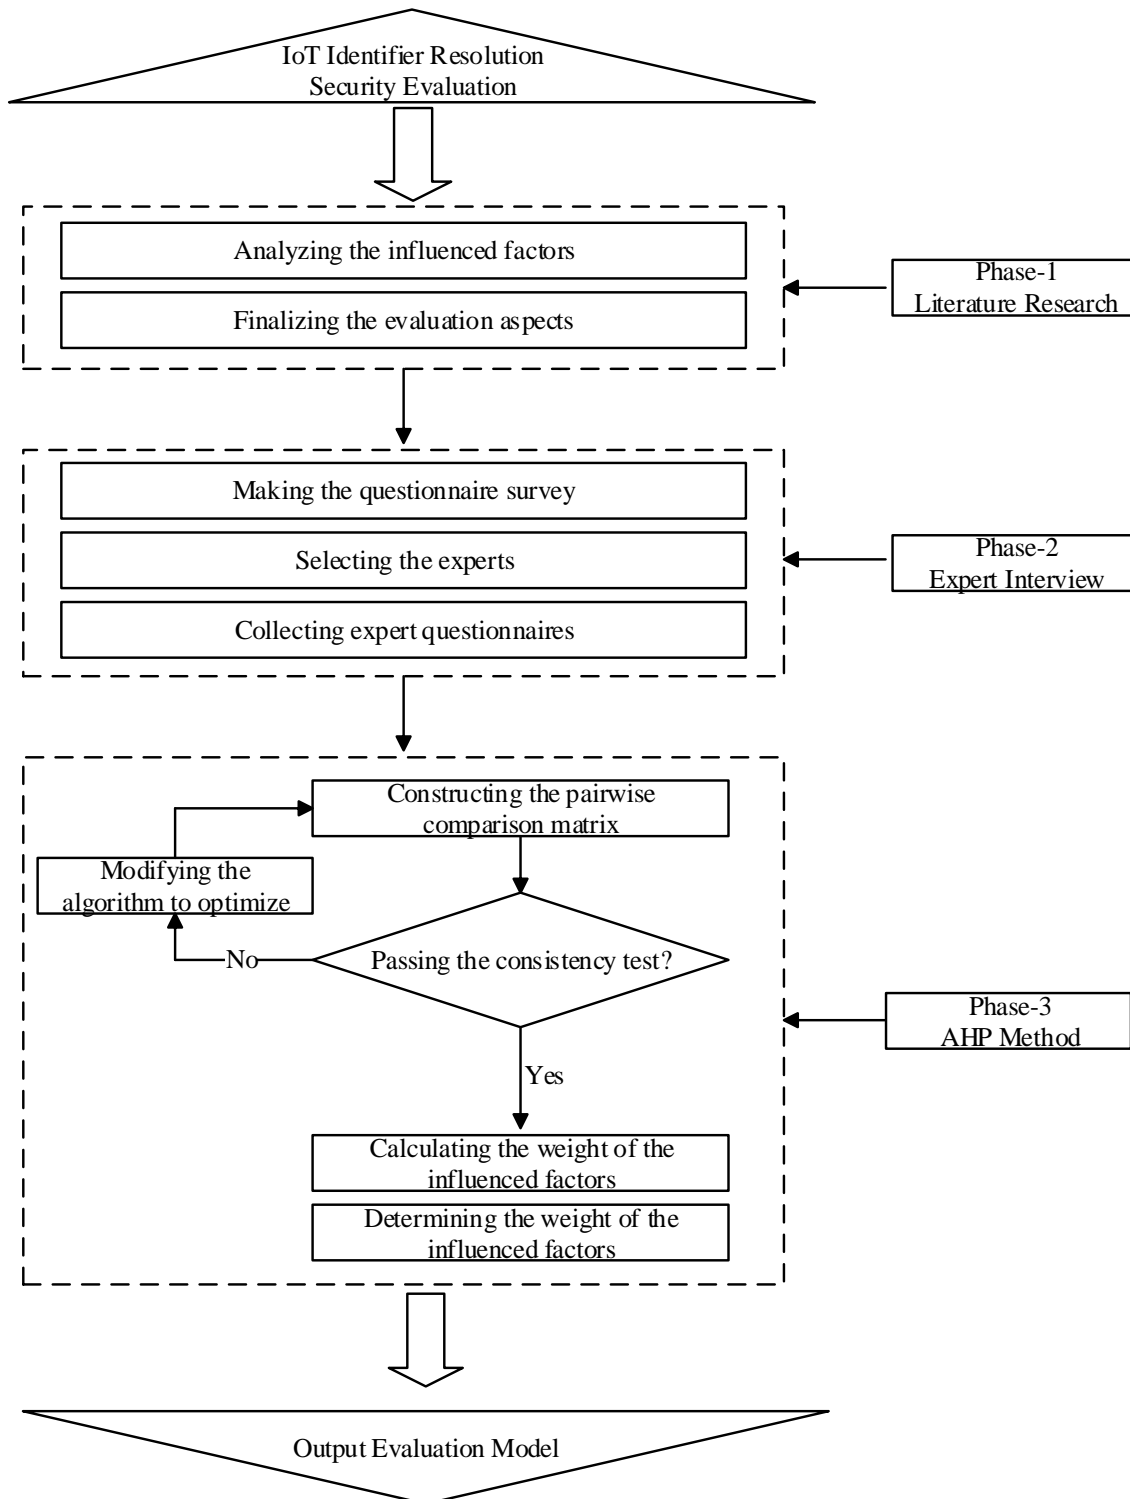 IoT Identifier Resolution
Security Evaluation
Analyzing the influenced factors
Finalizing the evaluation aspects
Phase-1
Literature Research
Making the questionnaire survey
Selecting the experts
Collecting expert questionnaires
Phase-2
Expert Interview
Constructing the pairwise
comparison matrix
Modifying the
algorithm to optimize
No
Passing the consistency test?
Phase-3
AHP Method
Yes
Calculating the weight of the
influenced factors
Determining the weight of the
influenced factors
Output Evaluation Model